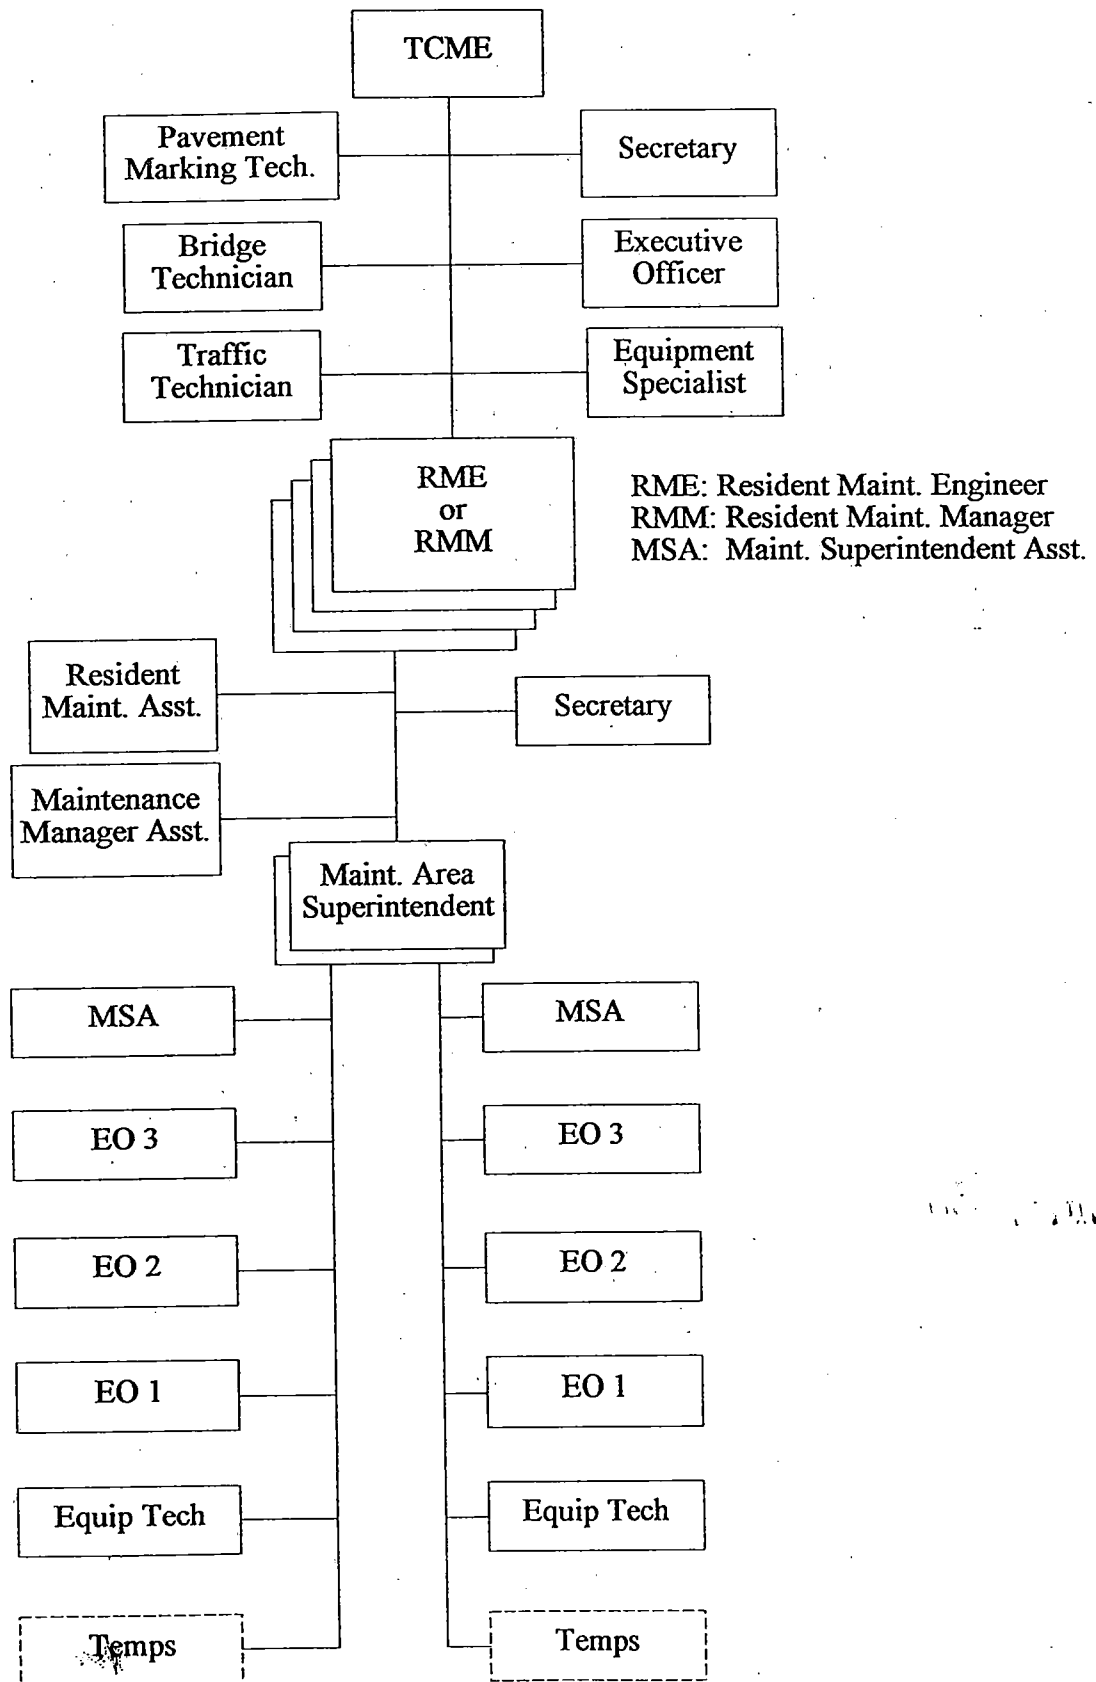 TCME
Pavement
Marking Tech.
Secretary
Bridge
Technician
Executive
Officer
Traffic
Technician
Equipment
Specialist
RME
or
RMM
RME: Resident Maint. Engineer
RMM: Resident Maint. Manager
MSA: Maint. Superintendent Asst.
Resident
Maint. Asst.
Secretary
Maintenance
Manager Asst.
Maint. Area
Superintendent
MSA
MSA
EO 3
EO 3
EO 2
EO 2
EO 1
EO 1
Equip Tech
Equip Tech
Temps
Temps